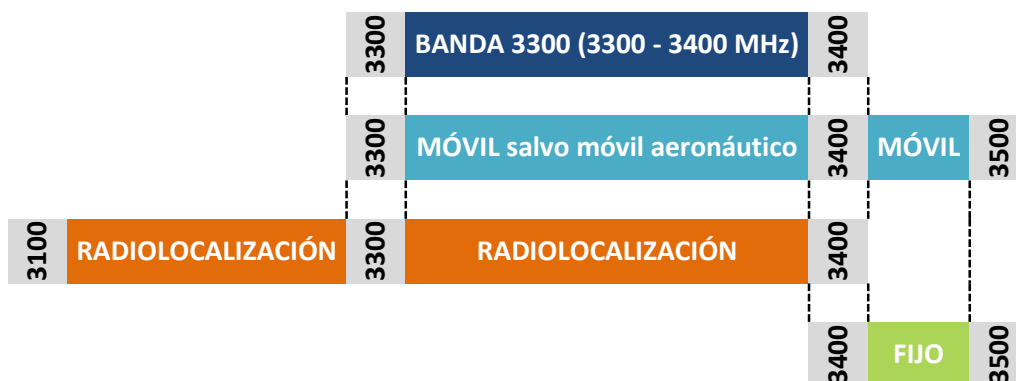 3300 BANDA 3300 (3300 - 3400 MHz) 3400
3300 MÓVIL salvo móvil aeronáutico 3400 MÓVIL 3500
3100 RADIOLOCALIZACIÓN 3300 RADIOLOCALIZACIÓN 3400
3400 FIJO 3500